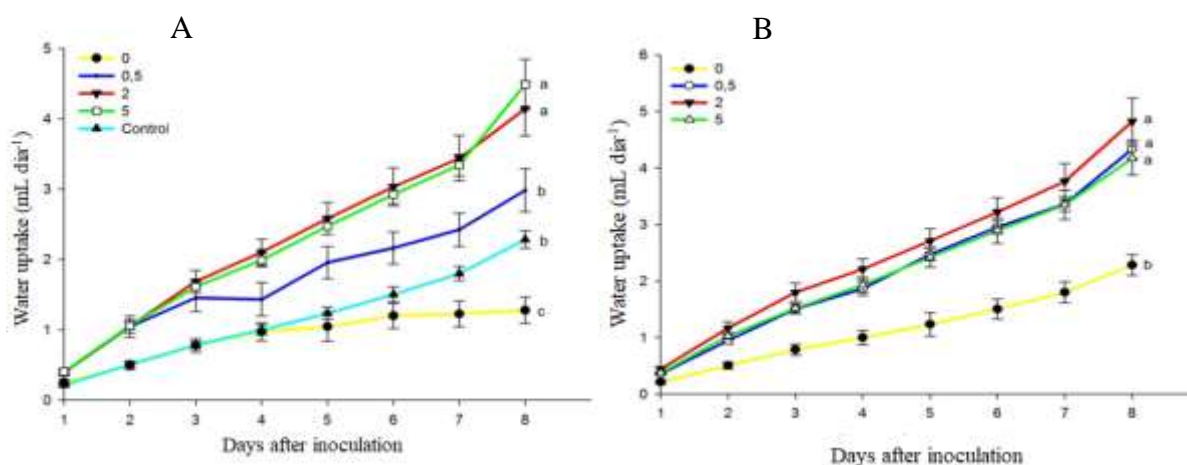 A
5
4
3
2
1
0
Water uptake (mL dia-1)
0
0,5
2
5
Control
a
a
b
b
c
1 2 3 4 5 6 7 8
Days after inoculation
B
6
5
4
3
2
1
0
Water uptake (mL dia-1)
0
0,5
2
5
a
a
a
b
1 2 3 4 5 6 7 8
Days after inoculation